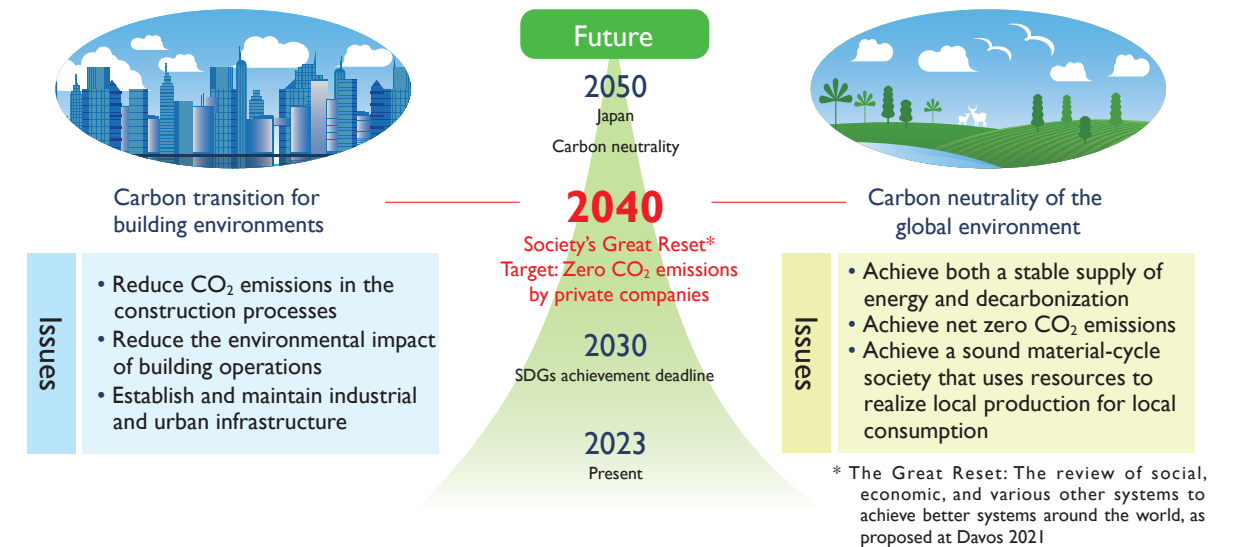 Future
2050
Japan
Carbon neutrality
2040
Society's Great Reset*
Target: Zero CO₂ emissions
by private companies
2030
SDGs achievement deadline
2023
Present
Carbon transition for
building environments
Issues
• Reduce CO₂ emissions in the
construction processes
• Reduce the environmental impact
of building operations
• Establish and maintain industrial
and urban infrastructure
Carbon neutrality of the
global environment
Issues
• Achieve both a stable supply of
energy and decarbonization
• Achieve net zero CO₂ emissions
• Achieve a sound material-cycle
society that uses resources to
realize local production for local
consumption
* The Great Reset: The review of social,
economic, and various other systems to
achieve better systems around the world, as
proposed at Davos 2021